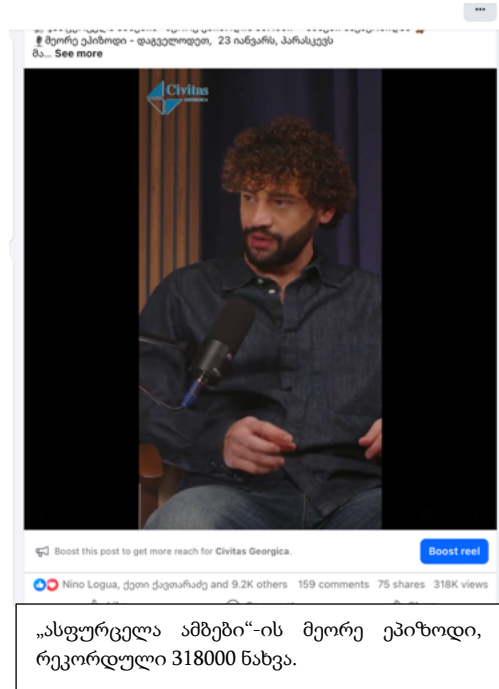 მეორე ეპიზოდი - დაგველოდეთ, 23 იანვარს, პარასკევს
მა... See more
Civitas
GEORGICA
Boost this post to get more reach for Civitas Georgica.
Boost reel
Nino Logua, ქეთი ქავთარაძე and 9.2K others 159 comments 75 shares 318K views
„ასფურცელა ამბები“-ის მეორე ეპიზოდი,
რეკორდული 318000 ნახვა.